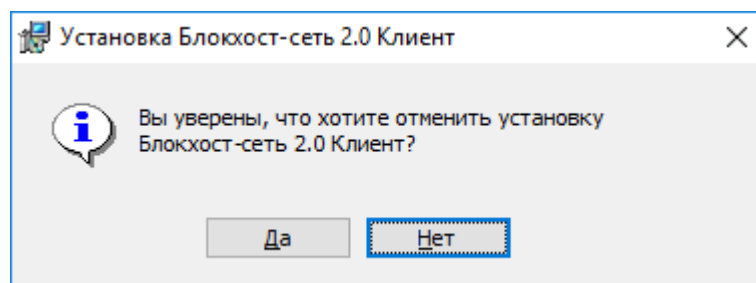 Установка Блокхост-сеть 2.0 Клиент
Вы уверены, что хотите отменить установку
Блокхост-сеть 2.0 Клиент?
Да
Нет